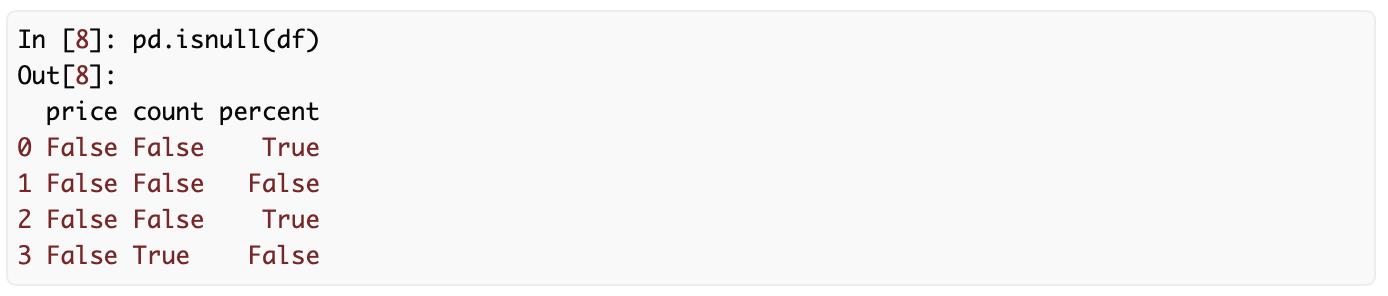 In [8]: pd.isnull(df)
Out[8]:
  price count percent
0 False False    True
1 False False   False
2 False False    True
3 False True    False